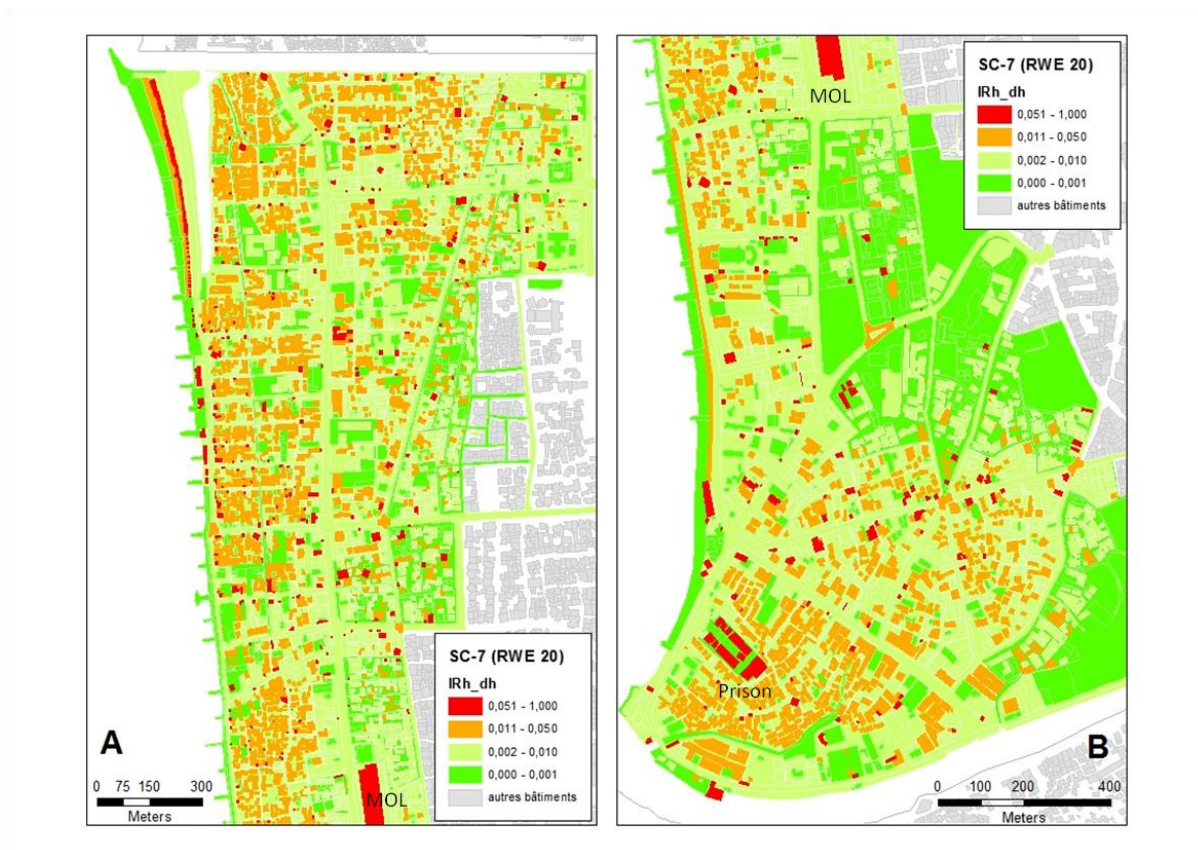 MOL
SC-7 (RWE 20)
IRh_dh
0,051 - 1,000
0,011 - 0,050
0,002 - 0,010
0,000 - 0,001
autres bâtiments
A
0 75 150 300
Meters
MOL
SC-7 (RWE 20)
IRh_dh
0,051 - 1,000
0,011 - 0,050
0,002 - 0,010
0,000 - 0,001
autres bâtiments
Prison
B
0 100 200 400
Meters